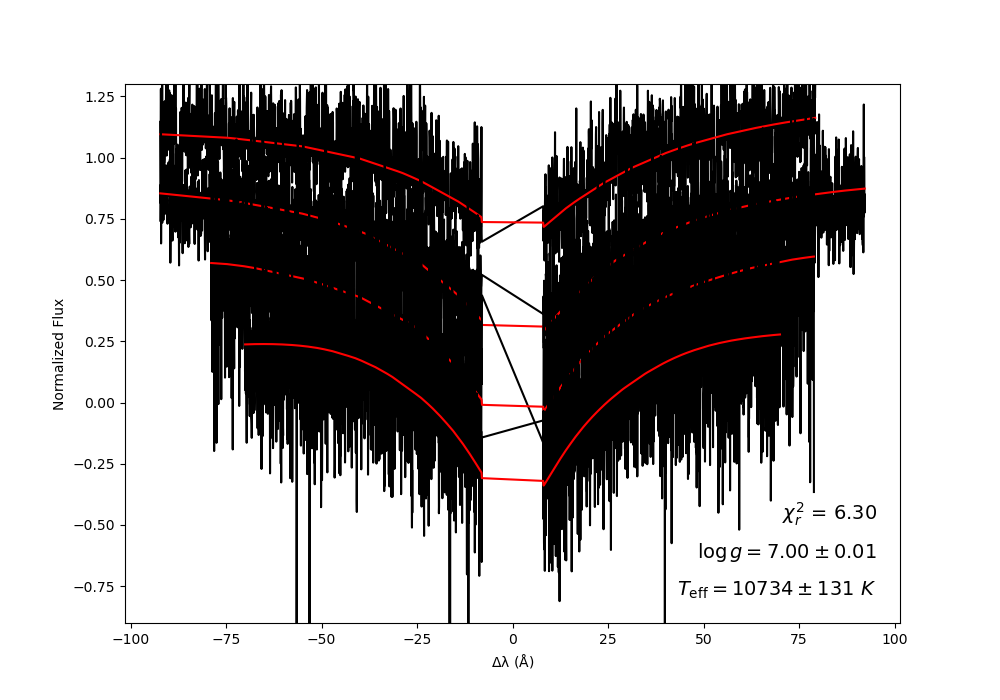 1.25
1.00
0.75
0.50
0.25
0.00
−0.25
−0.50
−0.75
Normalized Flux
χ_r^2 = 6.30
log g = 7.00 ± 0.01
T_eff = 10734 ± 131 K
−100 −75 −50 −25 0 25 50 75 100
Δλ (Å)